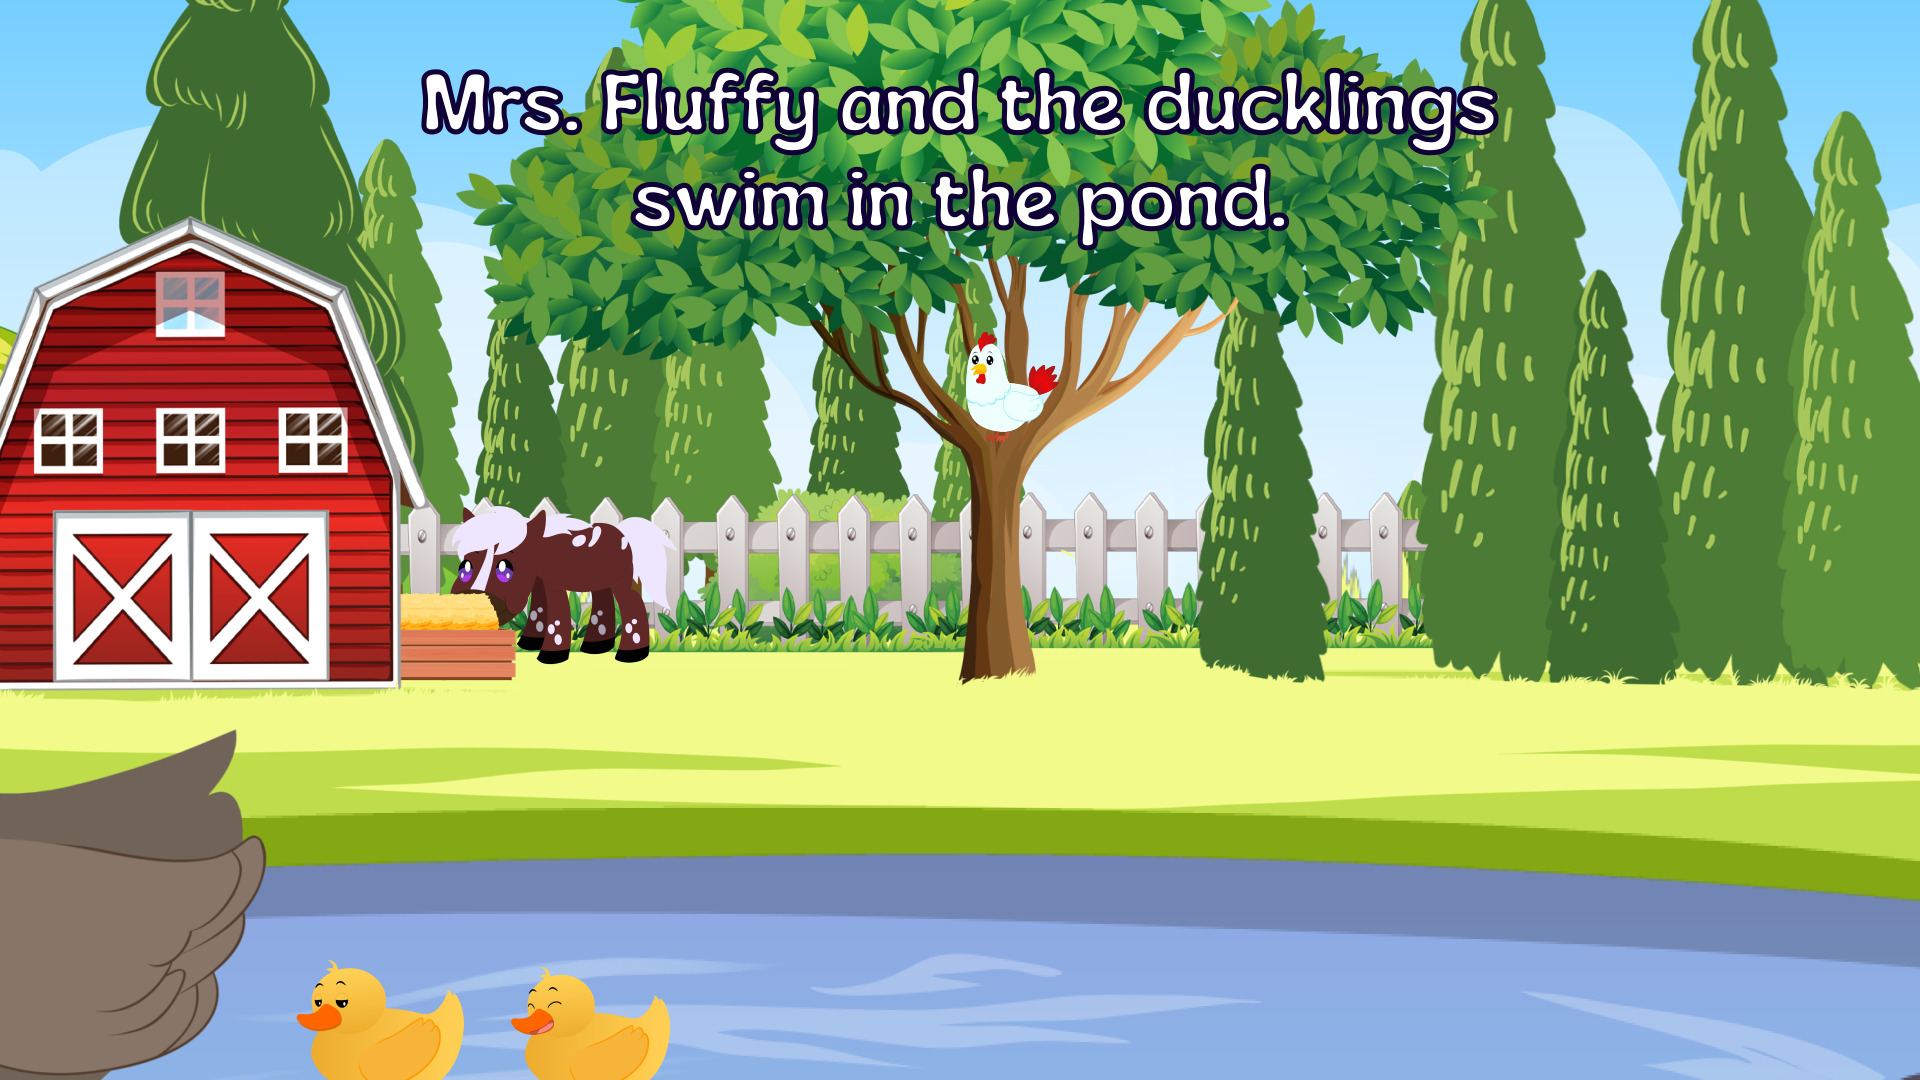 Mrs. Fluffy and the ducklings
swim in the pond.